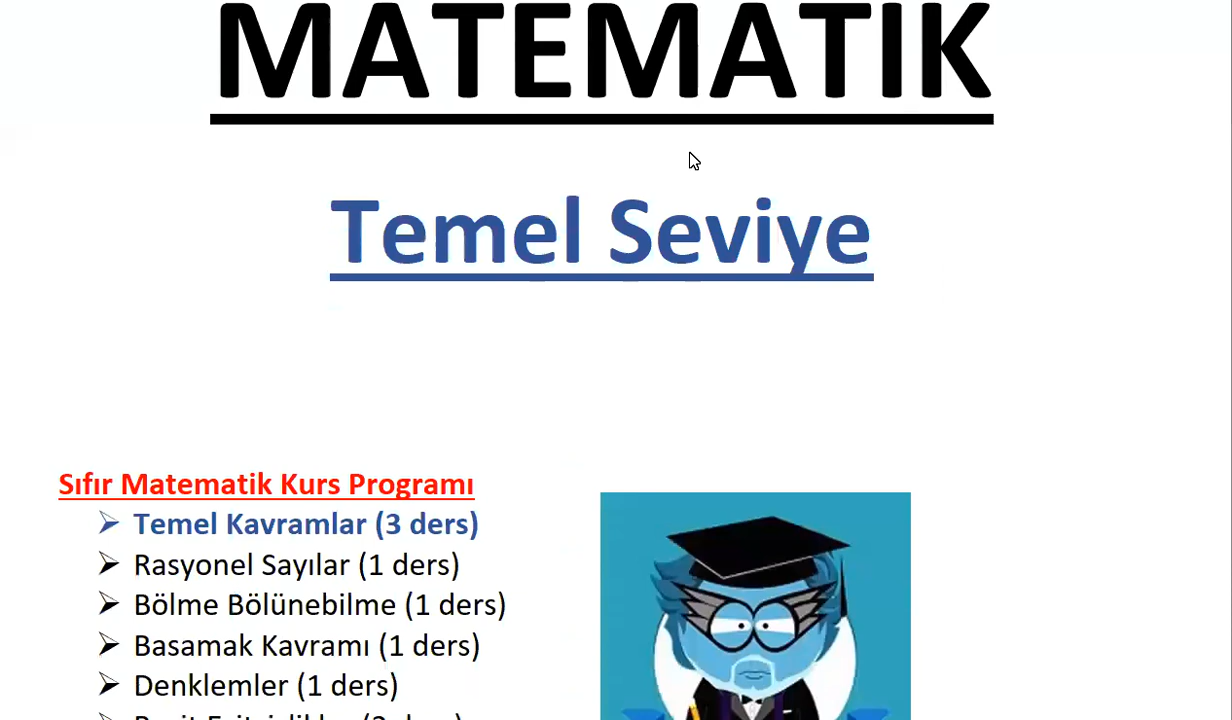 MATEMATIK
Temel Seviye
Sıfır Matematik Kurs Programı
Temel Kavramlar (3 ders)
Rasyonel Sayılar (1 ders)
Bölme Bölünebilme (1 ders)
Basamak Kavramı (1 ders)
Denklemler (1 ders)